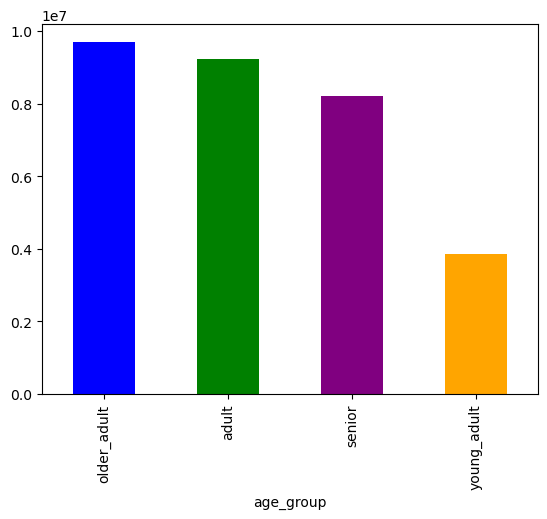 1e7
1.0
0.8
0.6
0.4
0.2
0.0
older_adult
adult
senior
young_adult
age_group